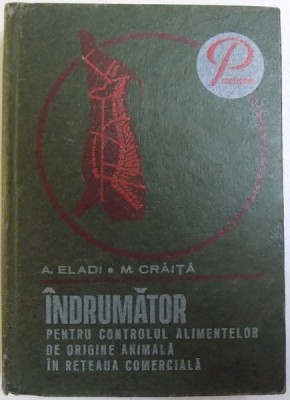 P
A. ELADI • M. CRĂIȚĂ
ÎNDRUMĂTOR
PENTRU CONTROLUL ALIMENTELOR
DE ORIGINE ANIMALĂ
ÎN REȚEAUA COMERCIALĂ